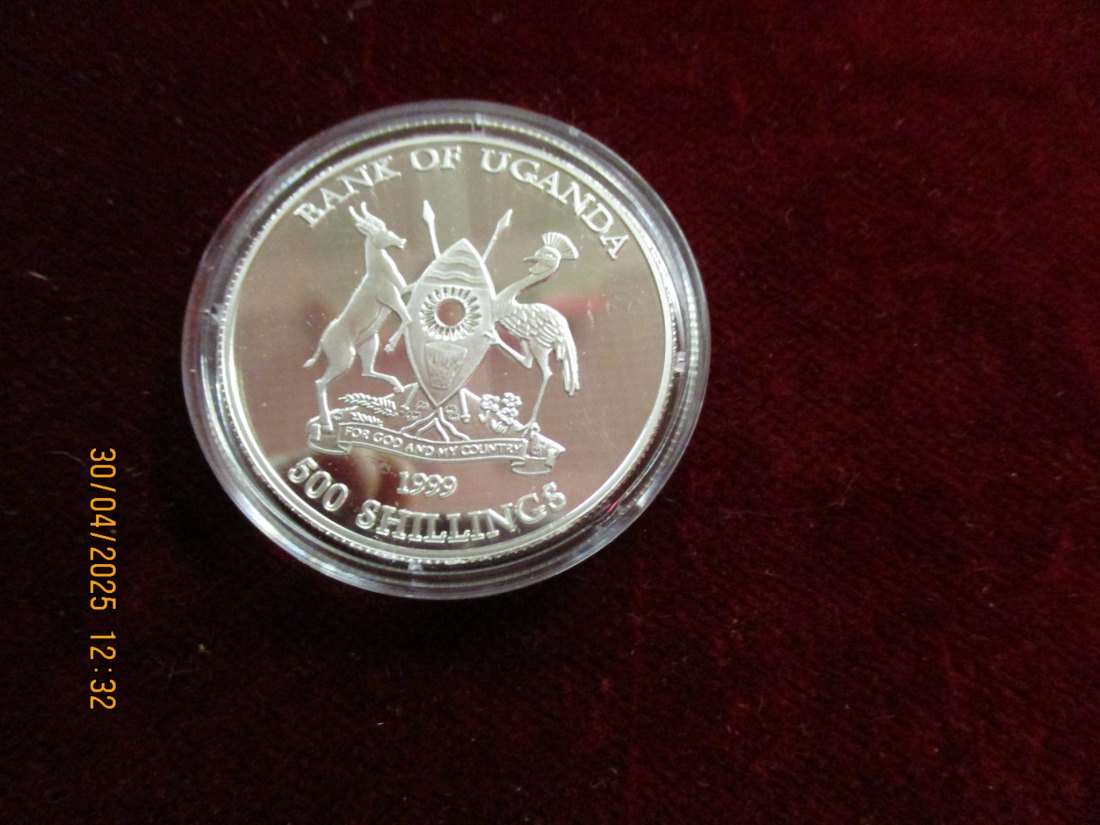 BANK OF UGANDA
FOR GOD AND MY COUNTRY
1999
500 SHILLINGS
30/04/2025 12:32